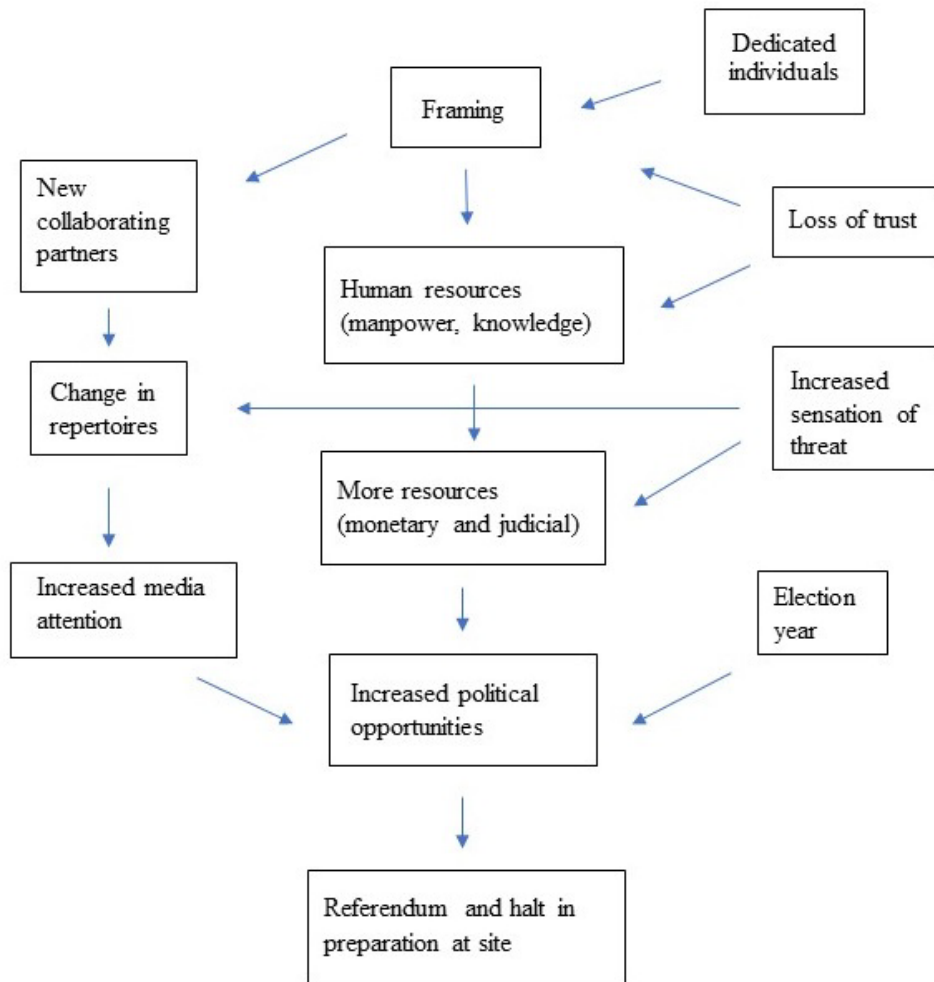 Dedicated
individuals
Framing
New
collaborating
partners
Loss of trust
Human resources
(manpower, knowledge)
Change in
repertoires
Increased
sensation of
threat
More resources
(monetary and judicial)
Increased media
attention
Election
year
Increased political
opportunities
Referendum and halt in
preparation at site